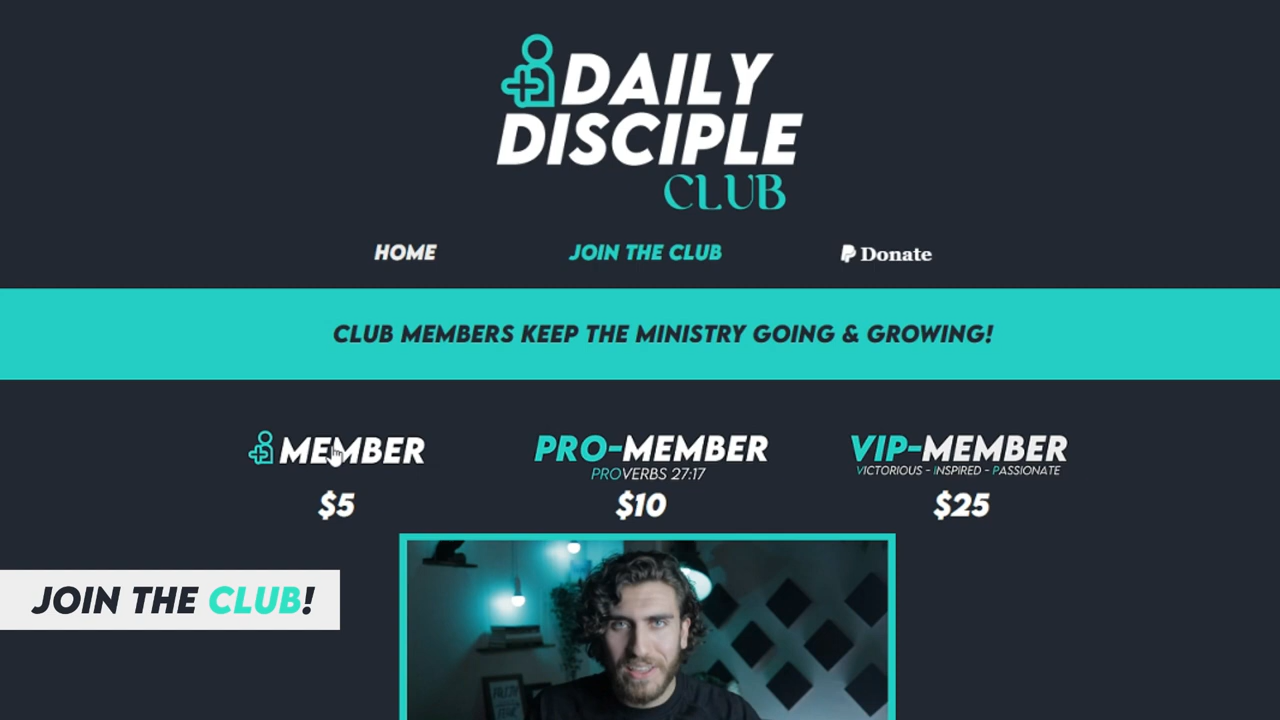 DAILY
DISCIPLE
CLUB
HOME JOIN THE CLUB Donate
CLUB MEMBERS KEEP THE MINISTRY GOING & GROWING!
MEMBER PRO-MEMBER VIP-MEMBER
PROVERBS 27:17 VICTORIOUS - INSPIRED - PASSIONATE
$5 $10 $25
JOIN THE CLUB!